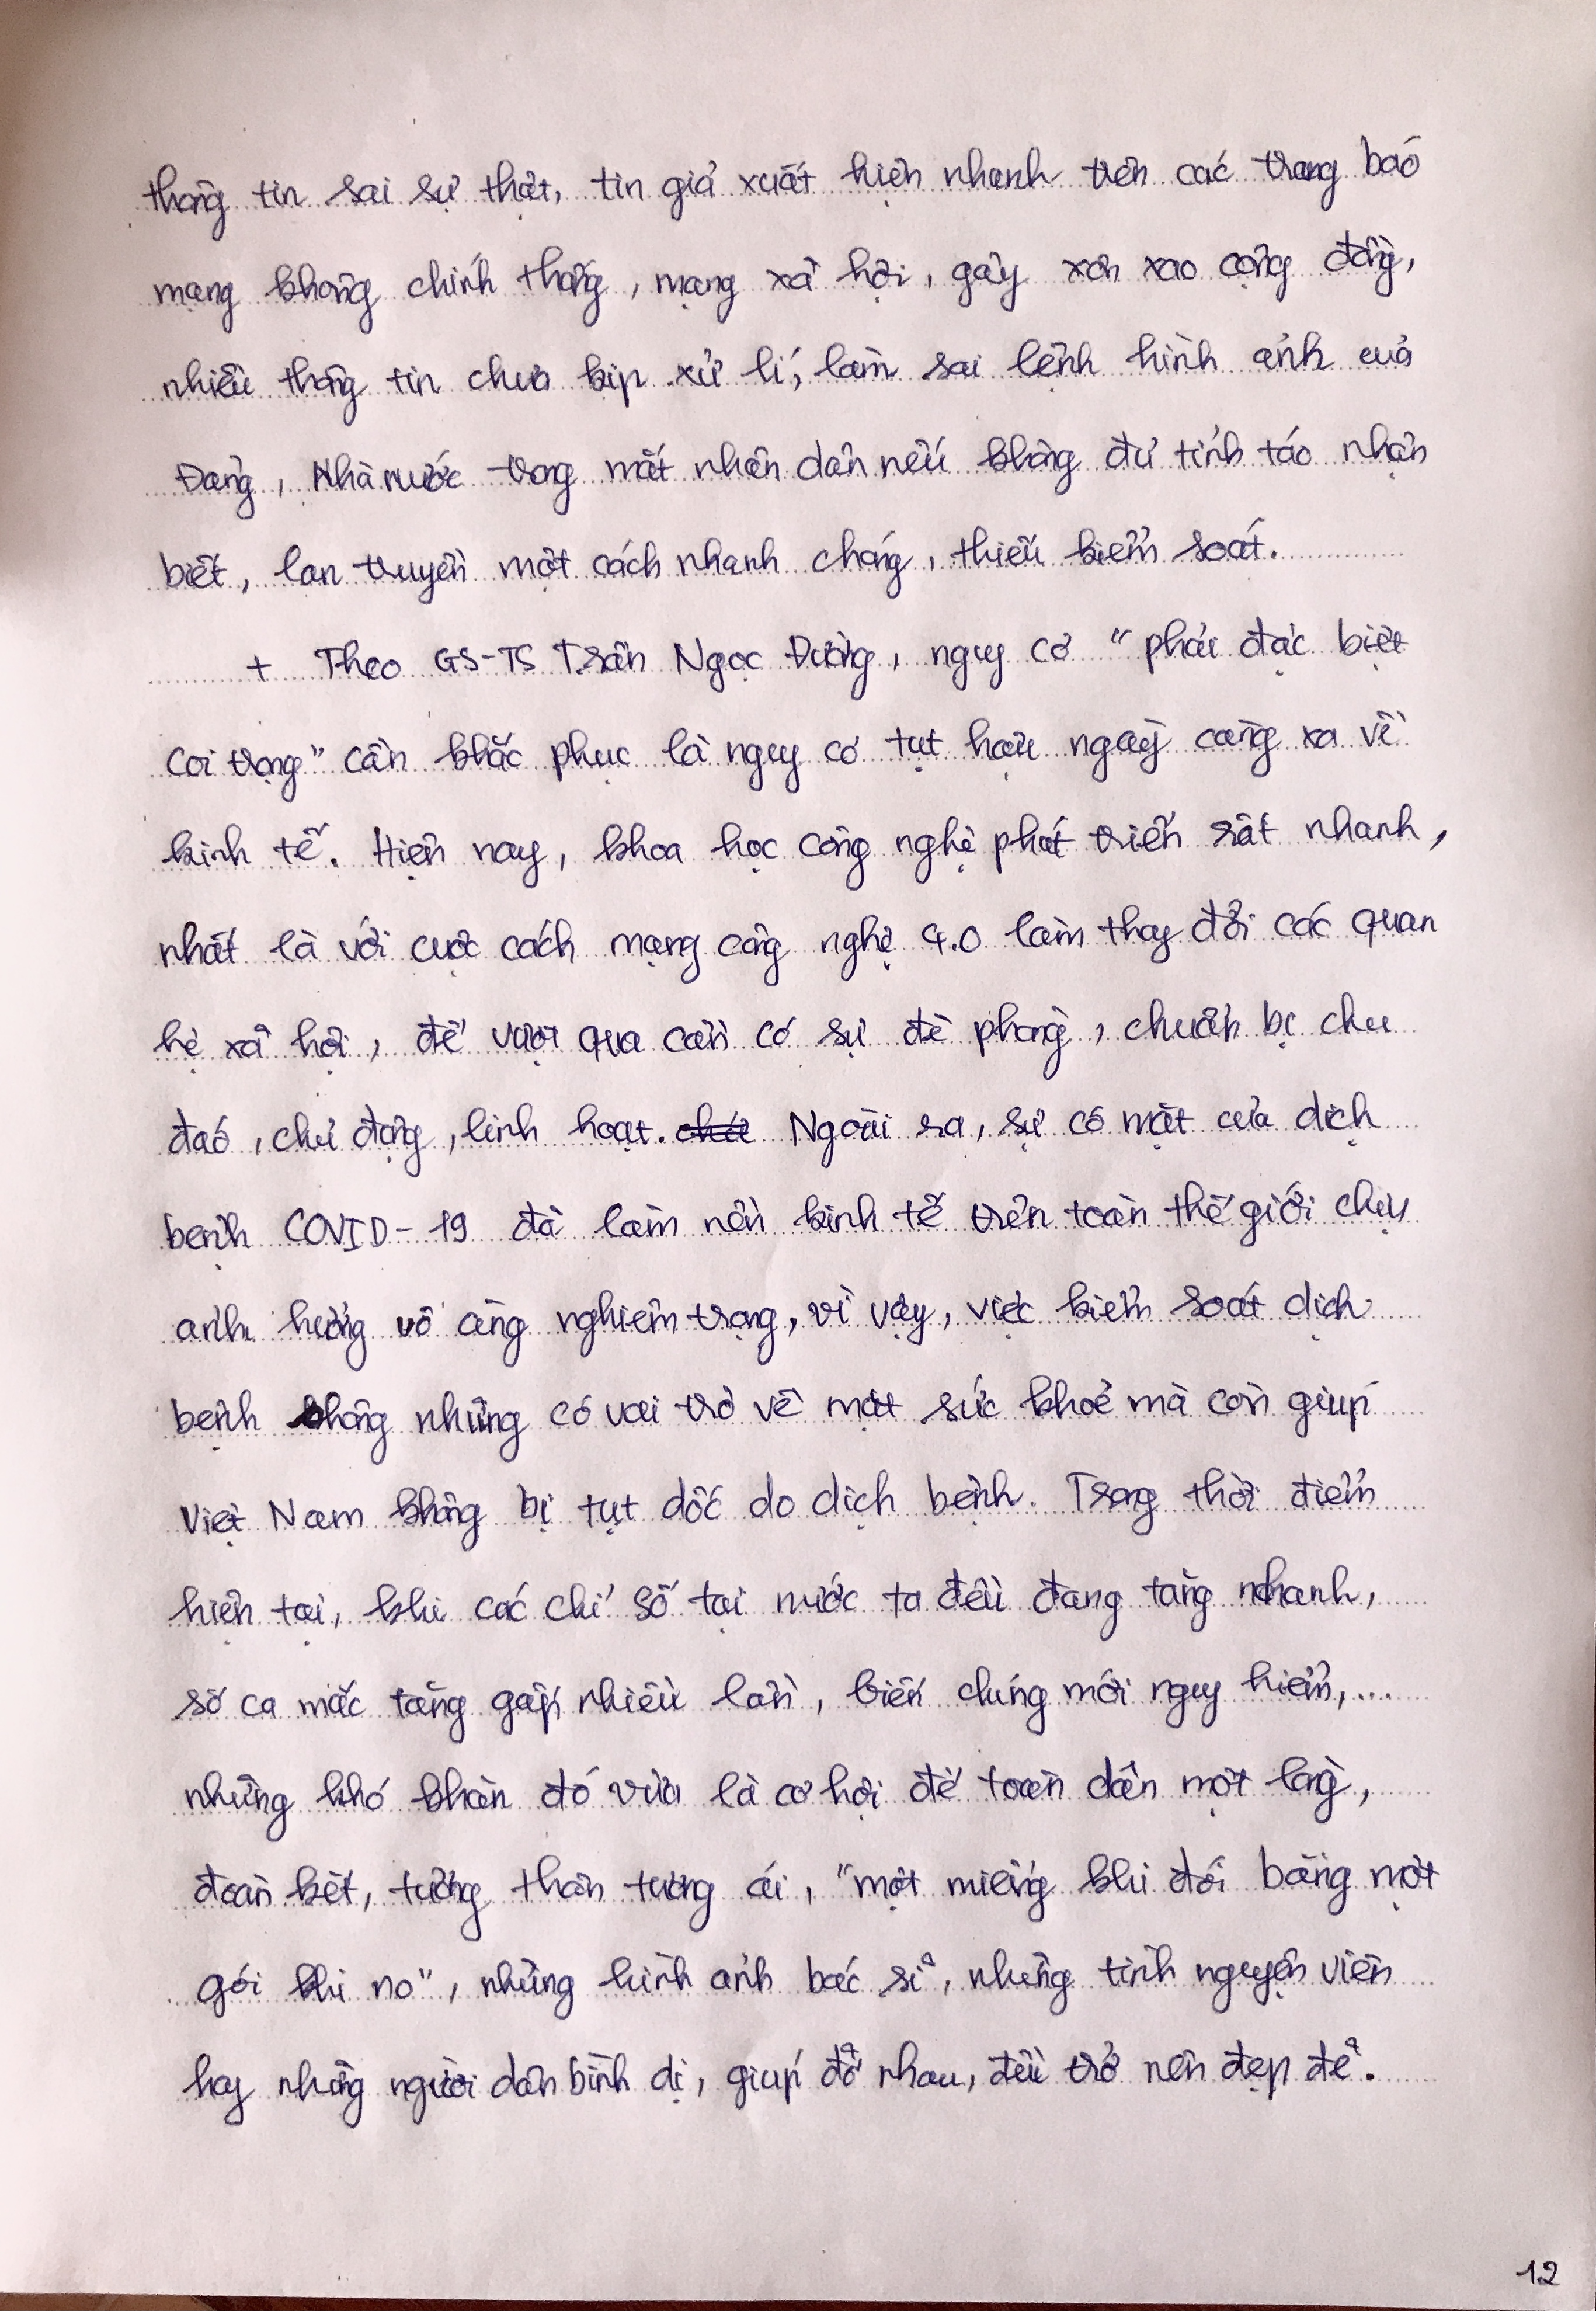 thông tin sai sự thật, tin giả xuất hiện nhanh trên các trang báo
mạng không chính thống, mạng xã hội, gây xôn xao cộng đồng,
nhiều thông tin chưa kịp xử lí, làm sai lệnh hình ảnh của
Đảng, Nhà nước trong mắt nhân dân nếu không đủ tỉnh táo nhận
biết, lan truyền một cách nhanh chóng, thiếu kiểm soát.
+ Theo GS-TS Trần Ngọc Đường, nguy cơ "phải đặc biệt
coi trọng" cần khắc phục là nguy cơ tụt hậu ngày càng xa về
kinh tế. Hiện nay, khoa học công nghệ phát triển rất nhanh,
nhất là với cuộc cách mạng công nghệ 4.0 làm thay đổi các quan
hệ xã hội, để vượt qua cần có sự đề phòng, chuẩn bị chu
đáo, chủ động, linh hoạt. Ngoài ra, sự có mặt của dịch
bệnh COVID-19 đã làm nền kinh tế trên toàn thế giới chịu
ảnh hưởng vô cùng nghiêm trọng, vì vậy, việc kiểm soát dịch
bệnh không những có vai trò về mặt sức khoẻ mà còn giúp
Việt Nam không bị tụt dốc do dịch bệnh. Trong thời điểm
hiện tại, khi các chỉ số tại nước ta đều đang tăng nhanh,
số ca mắc tăng gấp nhiều lần, biến chủng mới nguy hiểm,...
những khó khăn đó vừa là cơ hội để toàn dân một lòng,
đoàn kết, tương thân tương ái, "một miếng khi đói bằng một
gói khi no", những hình ảnh bác sĩ, những tình nguyện viên
hay những người dân bình dị, giúp đỡ nhau, đều trở nên đẹp đẽ.
12